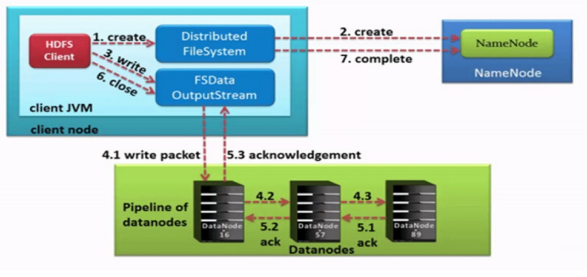 HDFS
Client
1. create
3. write
6. close
Distributed
FileSystem
FSData
OutputStream
client JVM
client node
2. create
7. complete
NameNode
NameNode
4.1 write packet
5.3 acknowledgement
Pipeline of
datanodes
DataNode
16
4.2
5.2
ack
DataNode
57
4.3
5.1
ack
DataNode
89
Datanodes